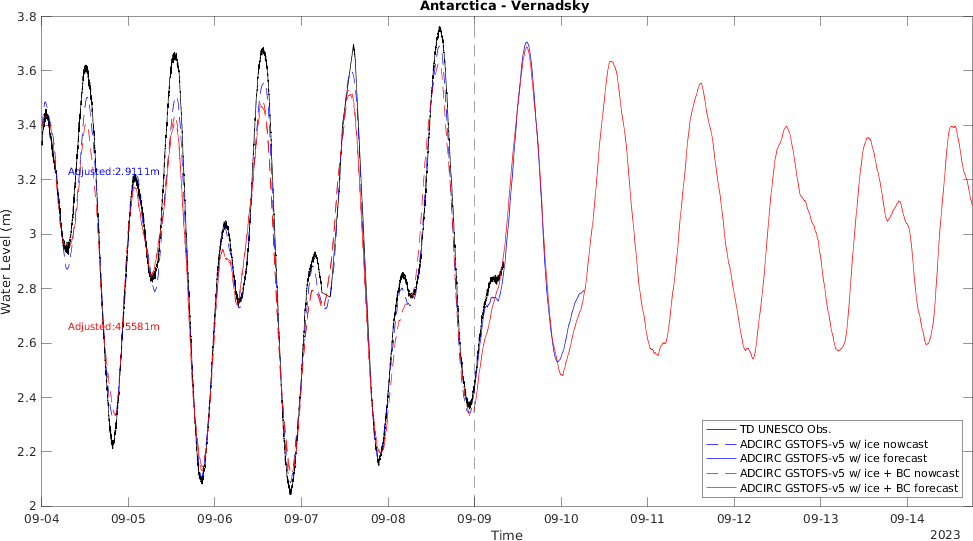 Antarctica - Vernadsky
3.8
3.6
3.4
3.2
3
2.8
2.6
2.4
2.2
2
Water Level (m)
Adjusted:2.9111m
Adjusted:4.5581m
TD UNESCO Obs.
ADCIRC GSTOFS-v5 w/ ice nowcast
ADCIRC GSTOFS-v5 w/ ice forecast
ADCIRC GSTOFS-v5 w/ ice + BC nowcast
ADCIRC GSTOFS-v5 w/ ice + BC forecast
09-04 09-05 09-06 09-07 09-08 09-09 09-10 09-11 09-12 09-13 09-14
Time
2023